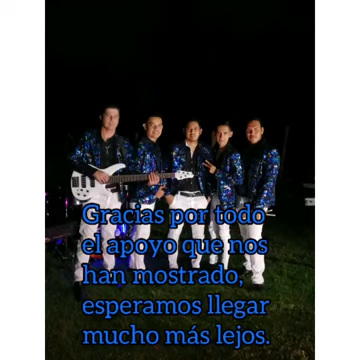 Gracias por todo
el apoyo que nos
han mostrado,
esperamos llegar
mucho más lejos.